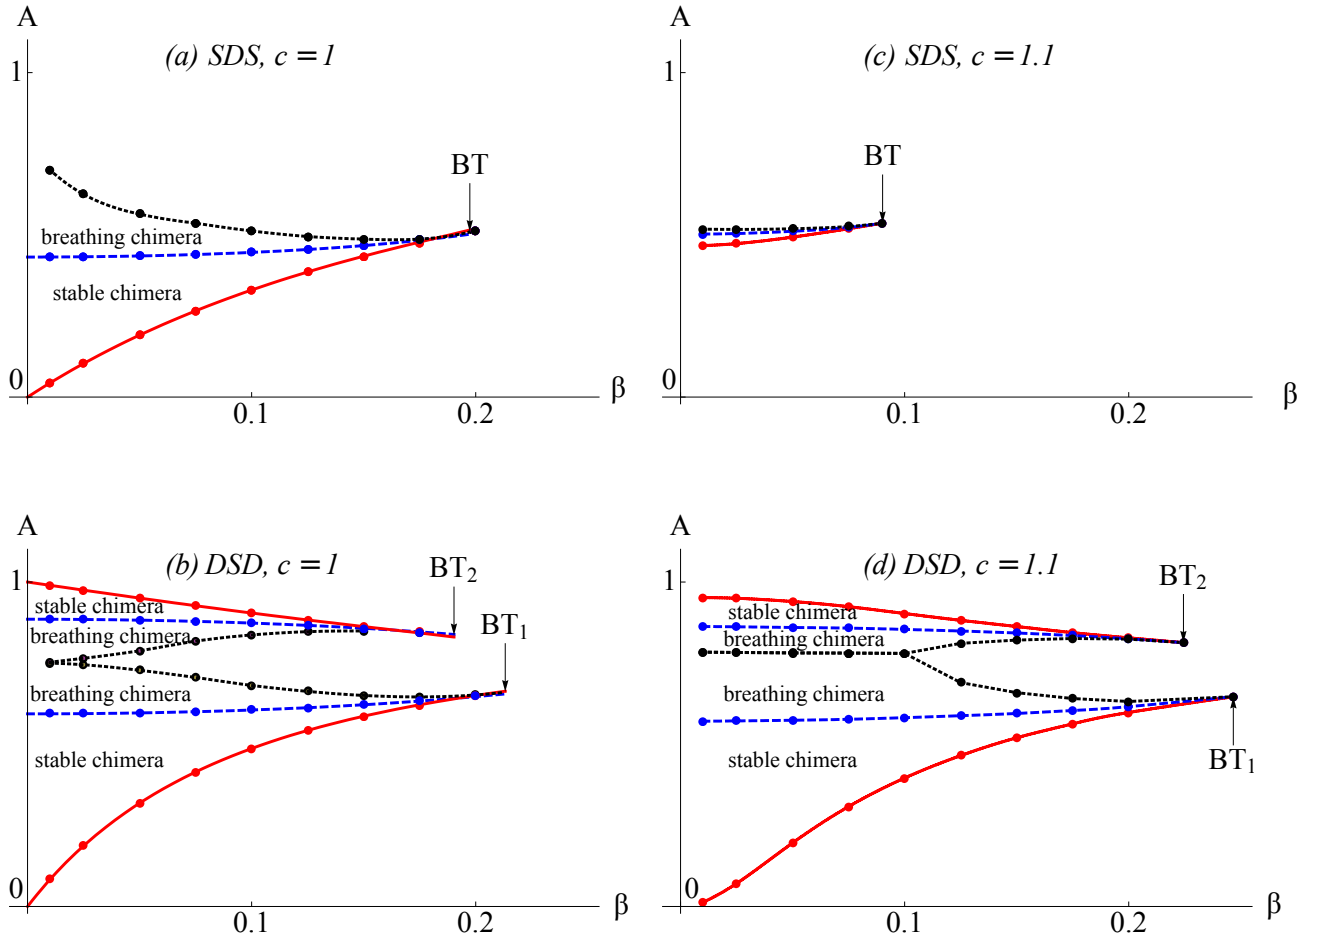 A
(a) SDS, c = 1
1
BT
breathing chimera
stable chimera
0
0.1
0.2
β
A
(c) SDS, c = 1.1
1
BT
0
0.1
0.2
β
A
(b) DSD, c = 1
1
BT2
stable chimera
BT1
breathing chimera
breathing chimera
stable chimera
0
0.1
0.2
β
A
(d) DSD, c = 1.1
1
BT2
stable chimera
breathing chimera
breathing chimera
stable chimera
BT1
0
0.1
0.2
β